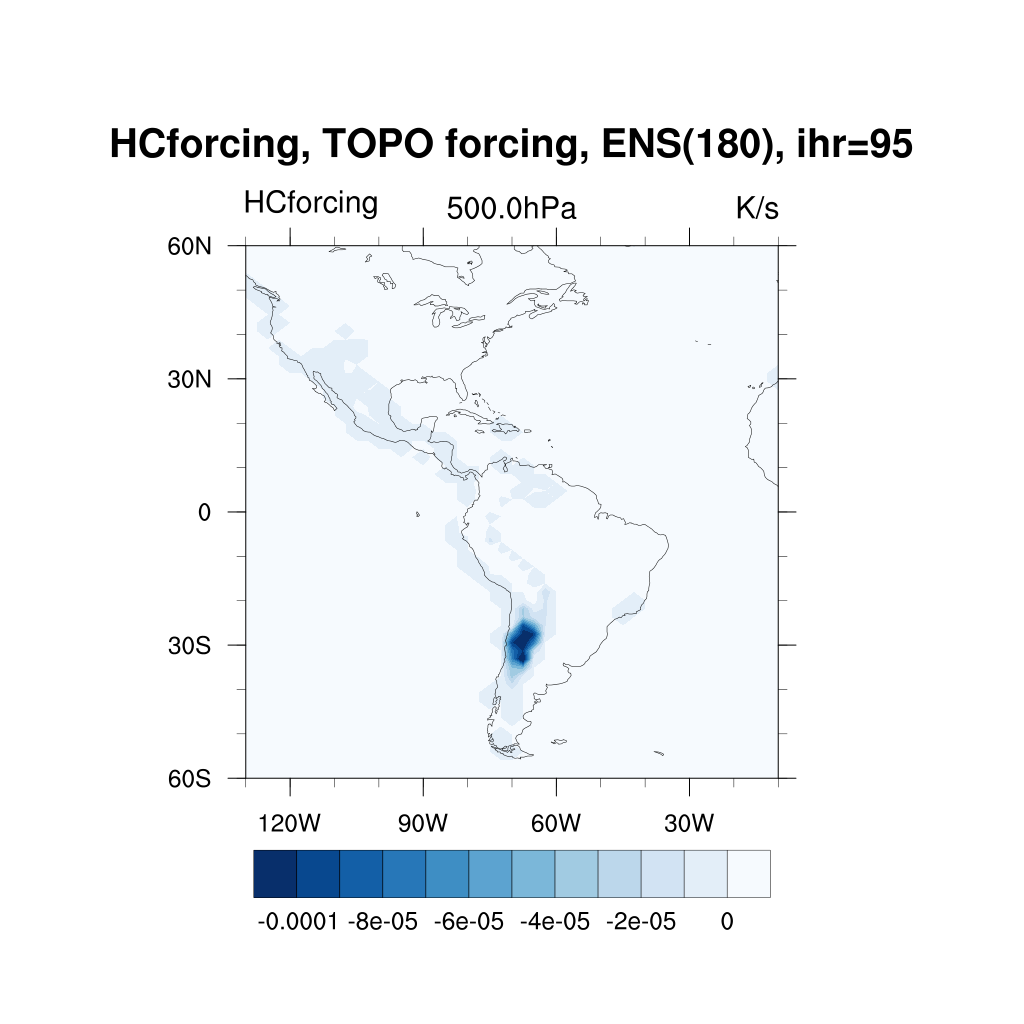 HCforcing, TOPO forcing, ENS(180), ihr=95
HCforcing 500.0hPa K/s
60N
30N
0
30S
60S
120W 90W 60W 30W
-0.0001 -8e-05 -6e-05 -4e-05 -2e-05 0